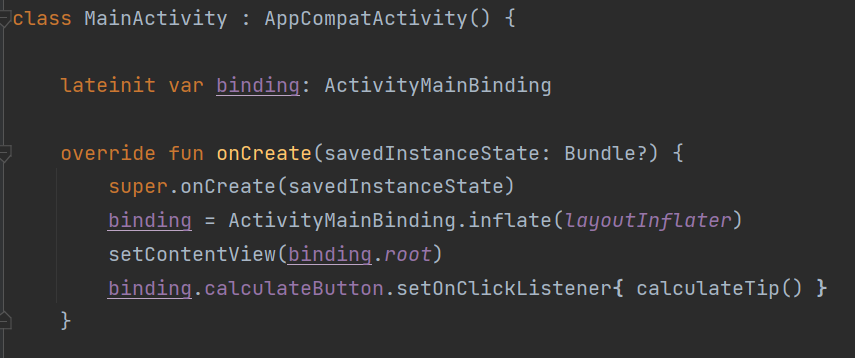 class MainActivity : AppCompatActivity() {
lateinit var binding: ActivityMainBinding
override fun onCreate(savedInstanceState: Bundle?) {
super.onCreate(savedInstanceState)
binding = ActivityMainBinding.inflate(layoutInflater)
setContentView(binding.root)
binding.calculateButton.setOnClickListener{ calculateTip() }
}